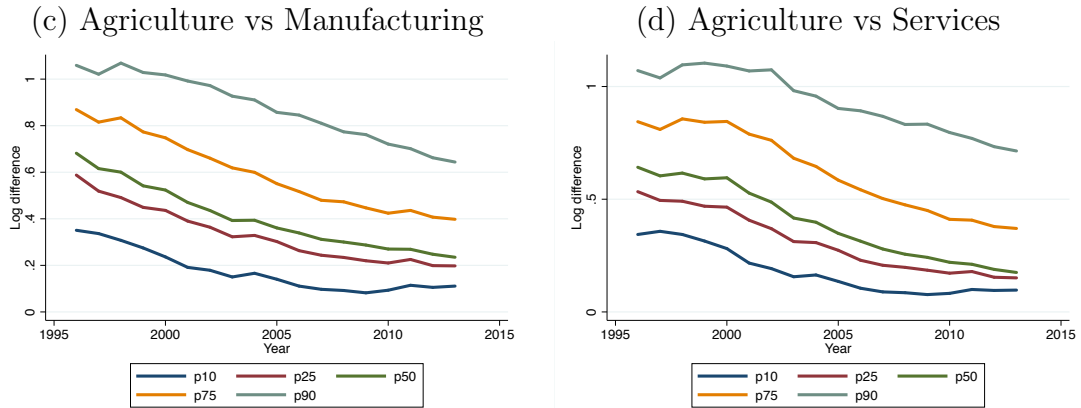 (c) Agriculture vs Manufacturing
Log difference
1
.8
.6
.4
.2
0
1995 2000 2005 2010 2015
Year
p10 p25 p50
p75 p90
(d) Agriculture vs Services
Log difference
1
.5
0
1995 2000 2005 2010 2015
Year
p10 p25 p50
p75 p90